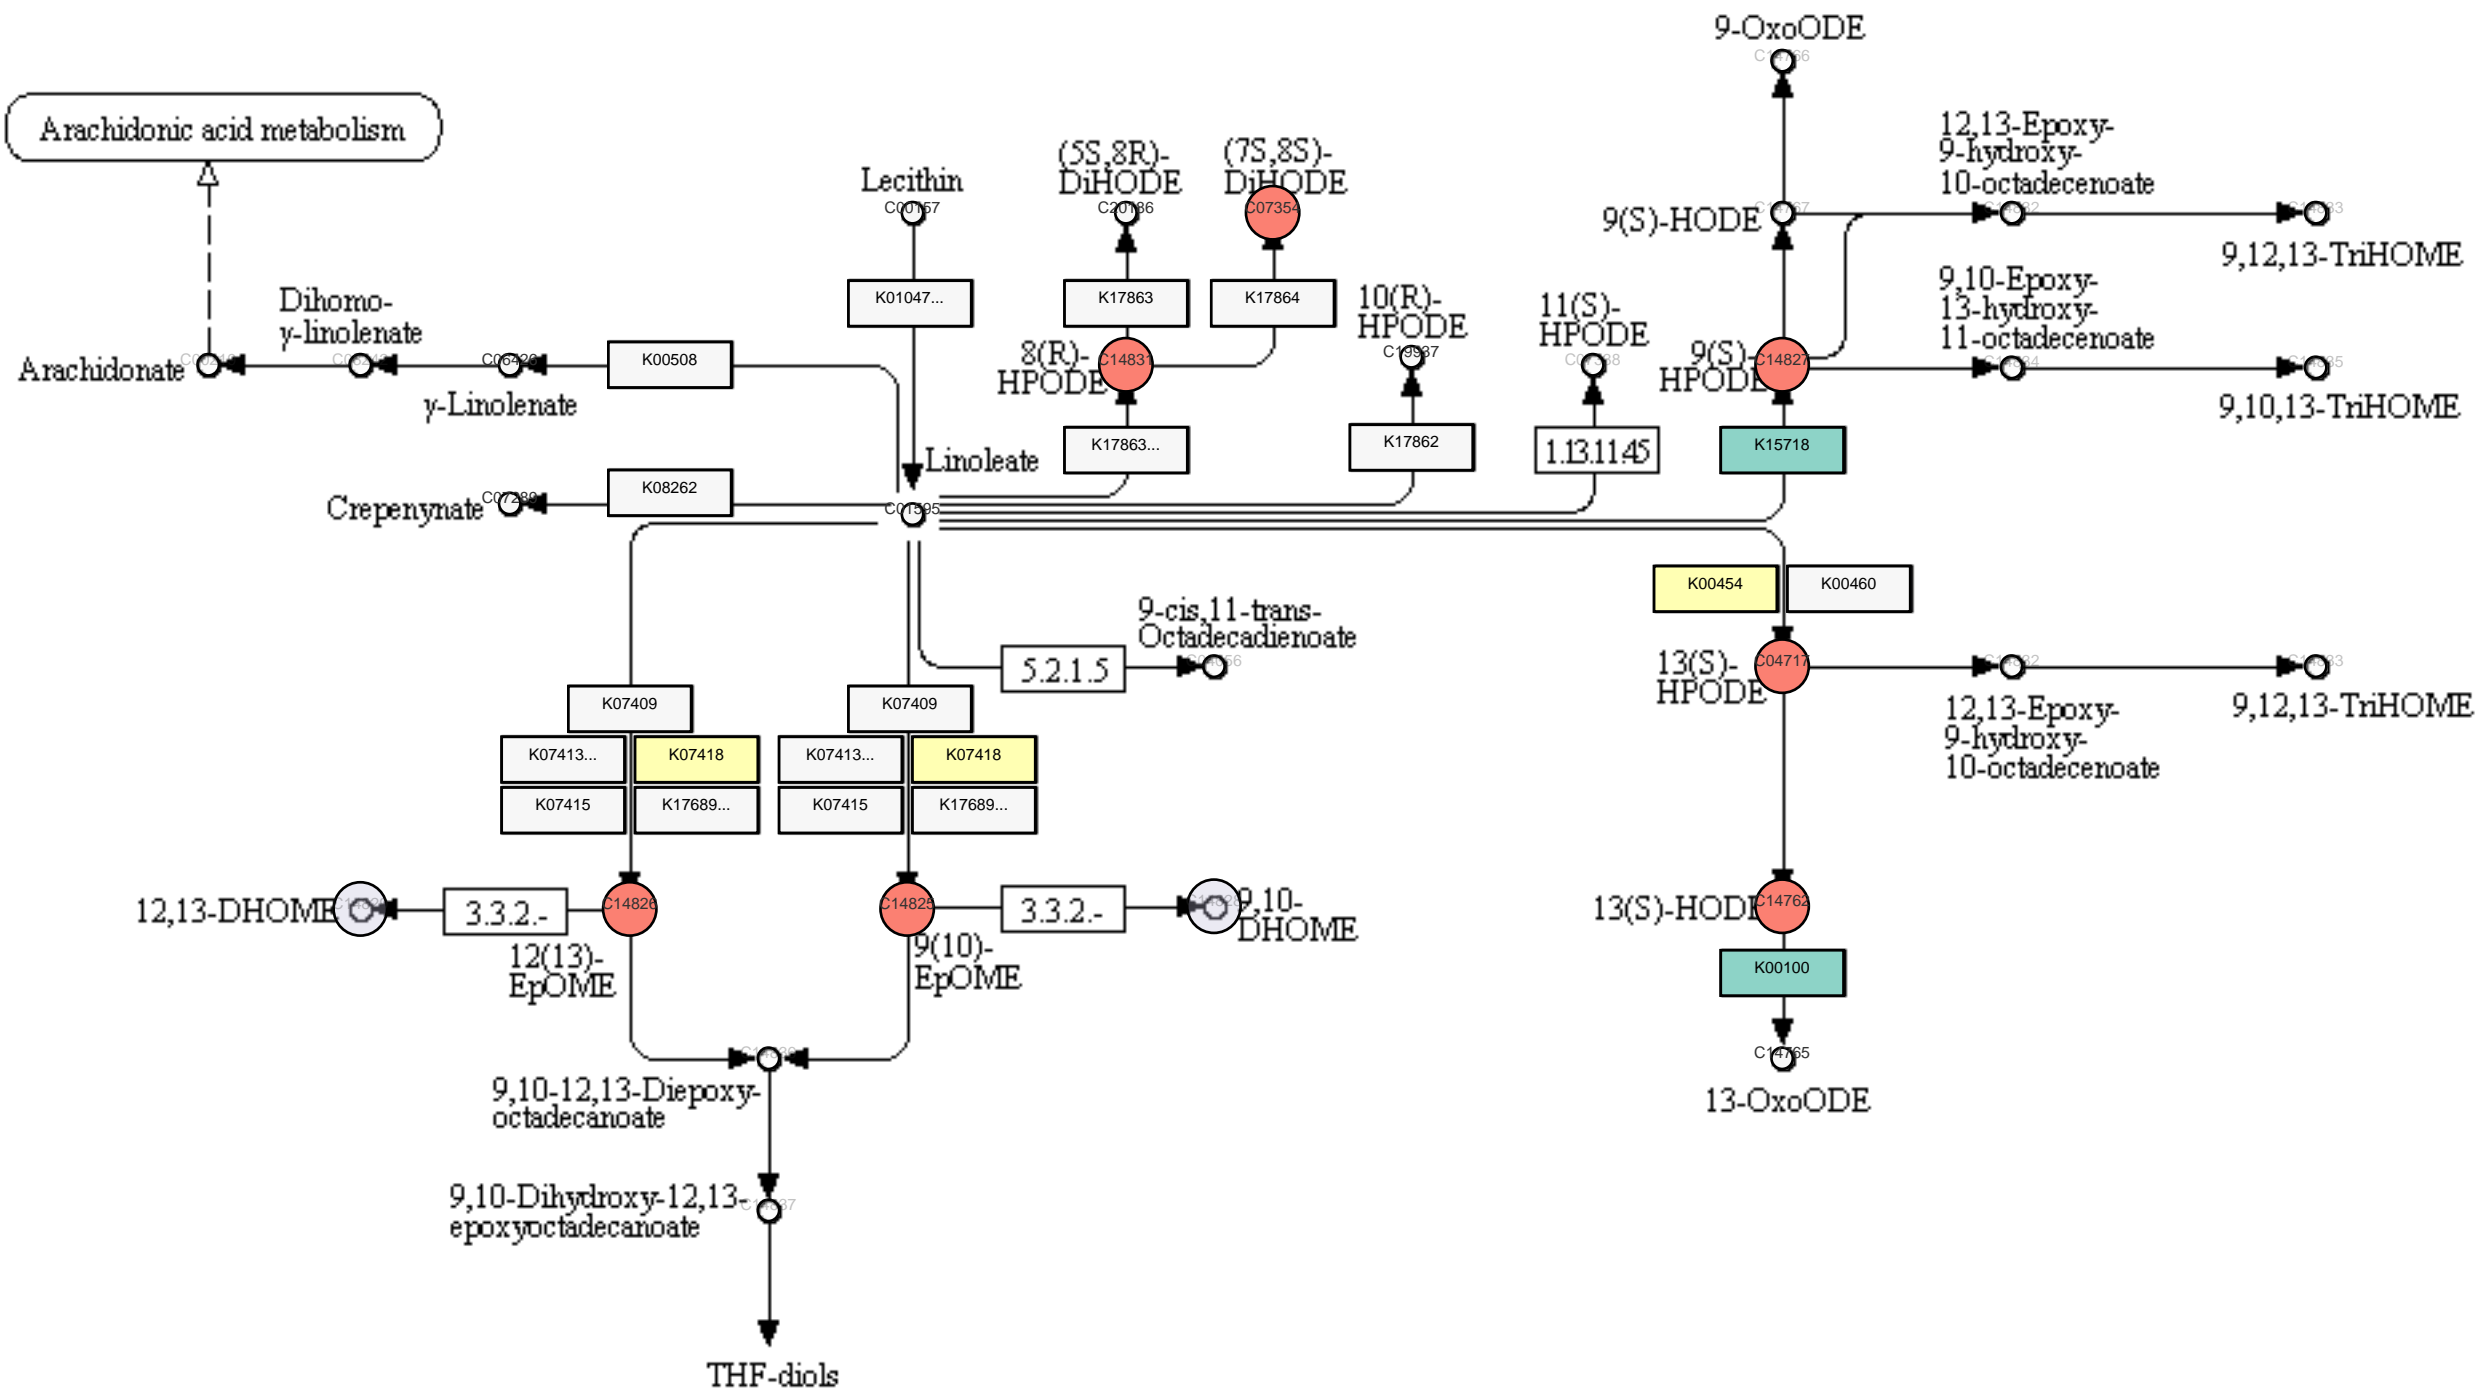 9-OxoODE
C14766
Arachidonic acid metabolism
Lecithin
C00157
(5S,8R)-
DiHODE
C20186
(7S,8S)-
DiHODE
C07354
12,13-Epoxy-
9-hydroxy-
10-octadecenoate
9(S)-HODE
C14767
9,12,13-TriHOME
K01047...
K17863
K17864
10(R)-
HPODE
C19937
11(S)-
HPODE
9,10-Epoxy-
13-hydroxy-
11-octadecenoate
Dihomo-
γ-linolenate
Arachidonate
C06426
γ-Linolenate
K00508
8(R)-
HPODE
C14831
9(S)-
HPODE
C14827
9,10,13-TriHOME
K17863...
K17862
1.13.11.45
K15718
Linoleate
C01595
Crepenynate
C07289
K08262
K00454
K00460
9-cis,11-trans-
Octadecadienoate
5.2.1.5
13(S)-
HPODE
C04717
12,13-Epoxy-
9-hydroxy-
10-octadecenoate
9,12,13-TriHOME
K07409
K07413...
K07418
K07415
K17689...
K07409
K07413...
K07418
K07415
K17689...
12,13-DHOME
3.3.2.-
C14826
12(13)-
EpOME
C14825
9(10)-
EpOME
3.3.2.-
9,10-
DHOME
13(S)-HODE
C14762
K00100
C14765
13-OxoODE
9,10-12,13-Diepoxy-
octadecanoate
9,10-Dihydroxy-12,13-
epoxyoctadecanoate
C14837
THF-diols